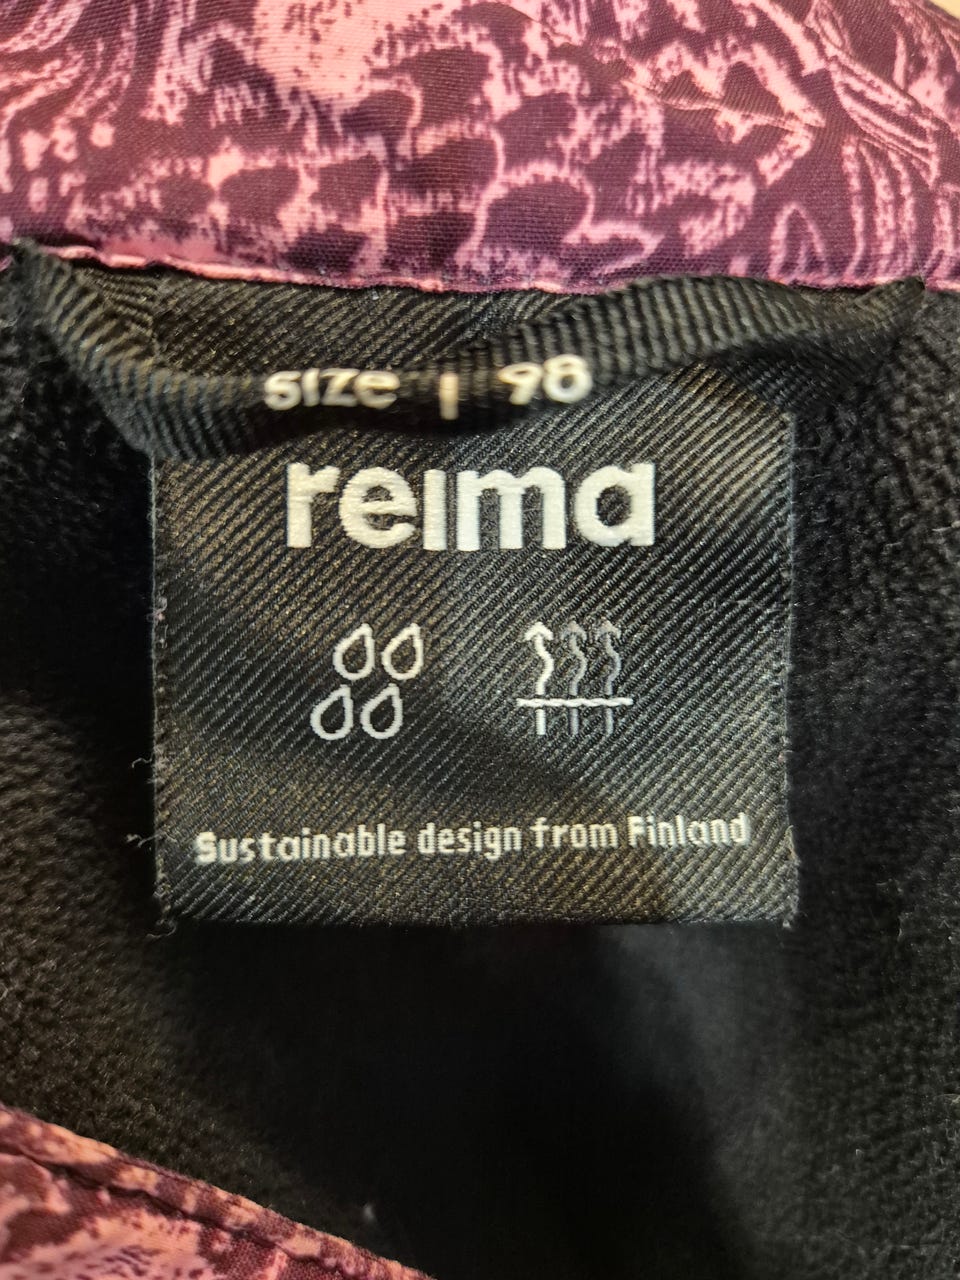 SIZE | 98
reima
Sustainable design from Finland